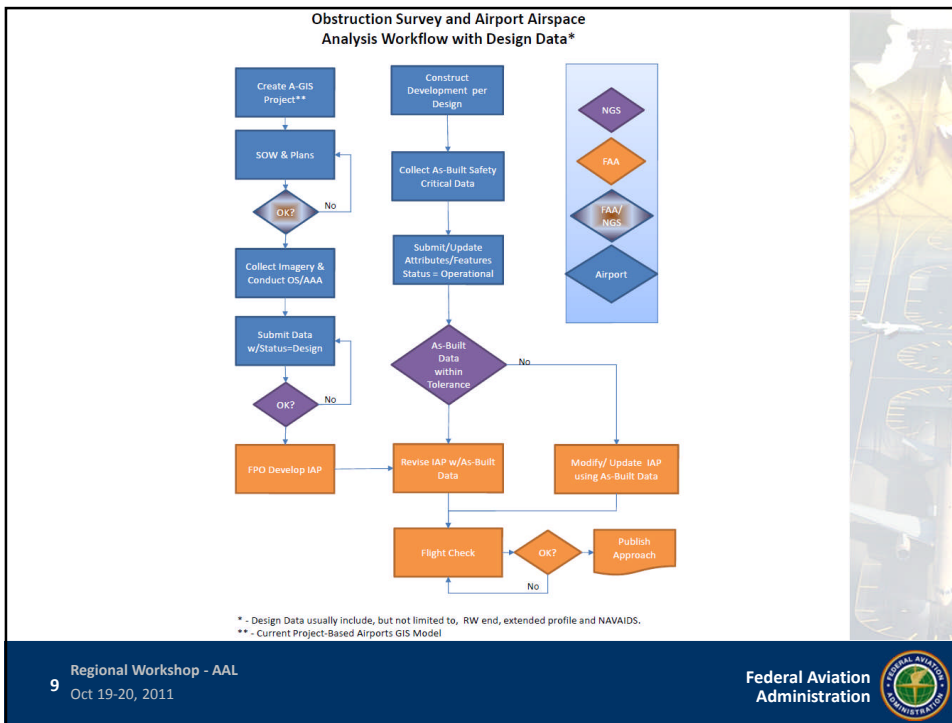 Obstruction Survey and Airport Airspace
Analysis Workflow with Design Data*
Create A-GIS
Project**
SOW & Plans
OK?
No
Collect Imagery &
Conduct OS/AAA
Submit Data
w/Status=Design
OK?
No
FPO Develop IAP
Construct
Development per
Design
Collect As-Built Safety
Critical Data
Submit/Update
Attributes/Features
Status = Operational
As-Built
Data
within
Tolerance
No
Revise IAP w/As-Built
Data
Modify/ Update IAP
using As-Built Data
Flight Check
OK?
No
Publish
Approach
NGS
FAA
FAA/
NGS
Airport
* - Design Data usually include, but not limited to, RW end, extended profile and NAVAIDS.
** - Current Project-Based Airports GIS Model
9
Regional Workshop - AAL
Oct 19-20, 2011
Federal Aviation
Administration
FEDERAL AVIATION
ADMINISTRATION